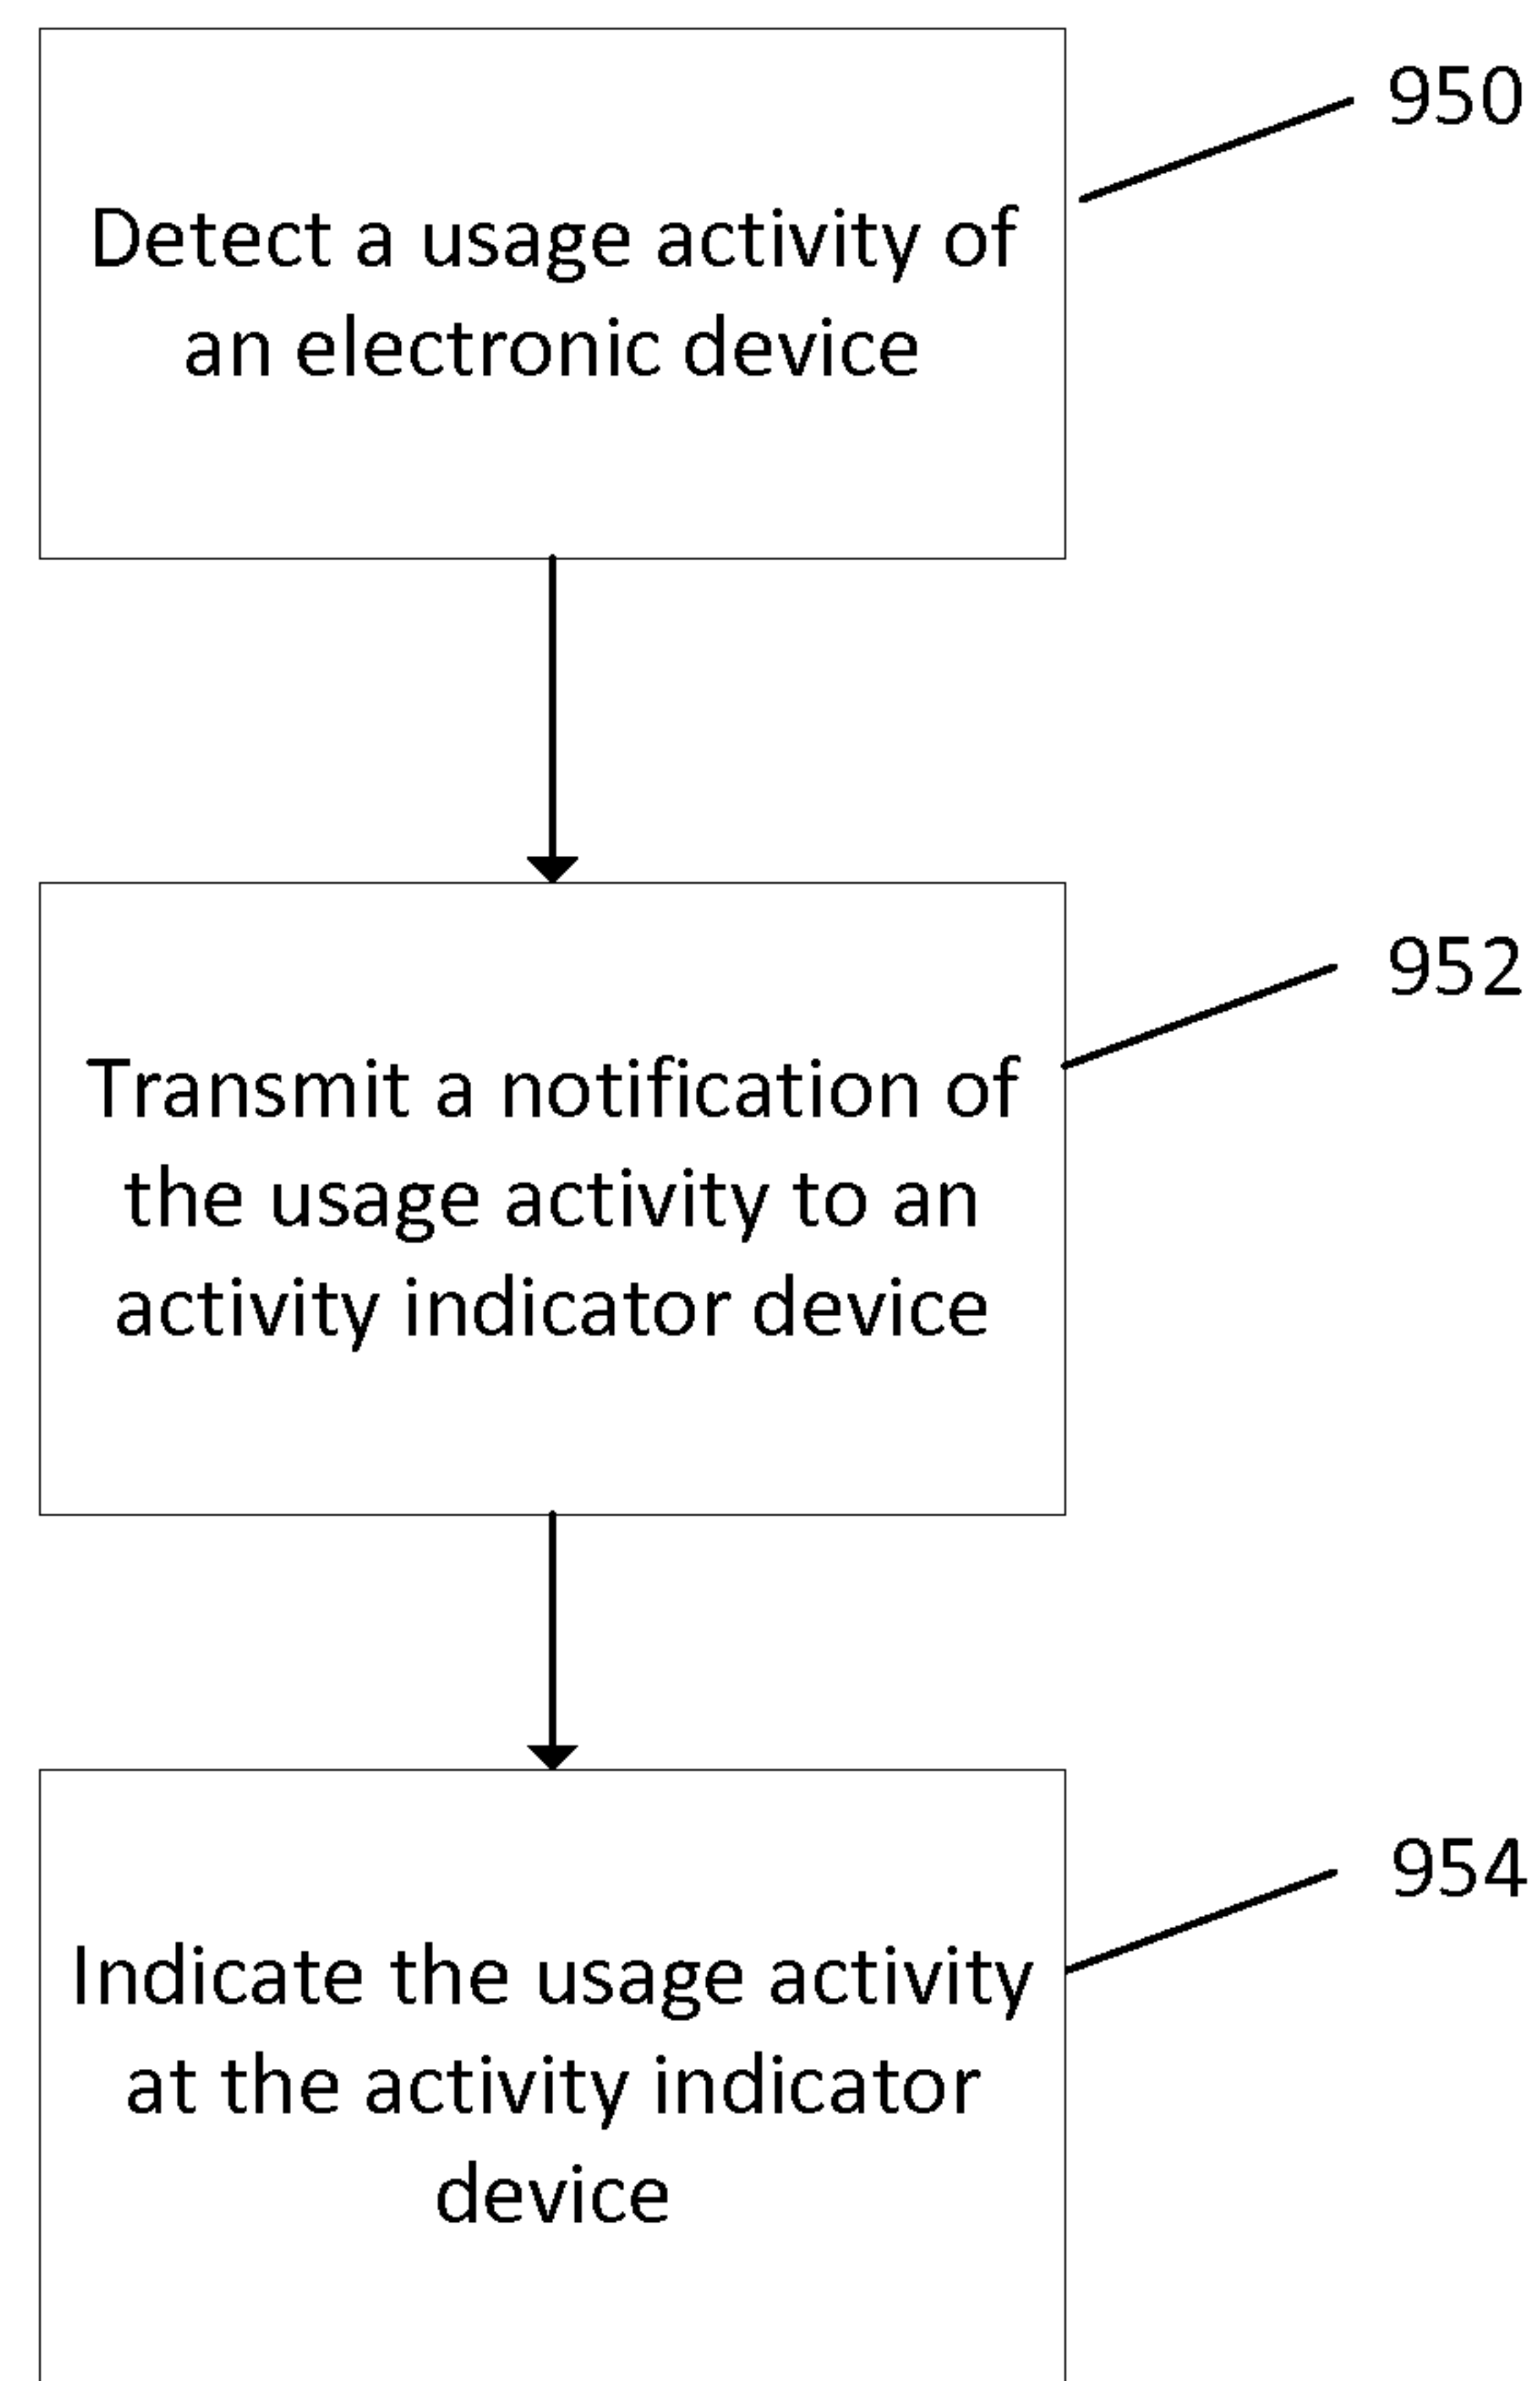 950
Detect a usage activity of
an electronic device
952
Transmit a notification of
the usage activity to an
activity indicator device
954
Indicate the usage activity
at the activity indicator
device